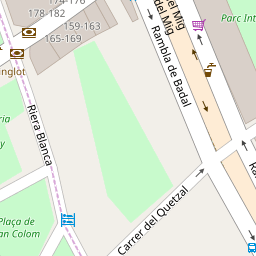 174-176
178-182
159-163
165-169
Parc Int
del Mig
del Mig
Rambla de Badal
Riera Blanca
Carrer del Quetzal
Plaça de
an Colom